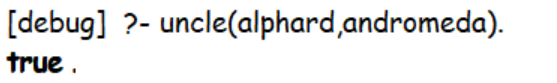 [debug]  ?- uncle(alphard,andromeda).
true .